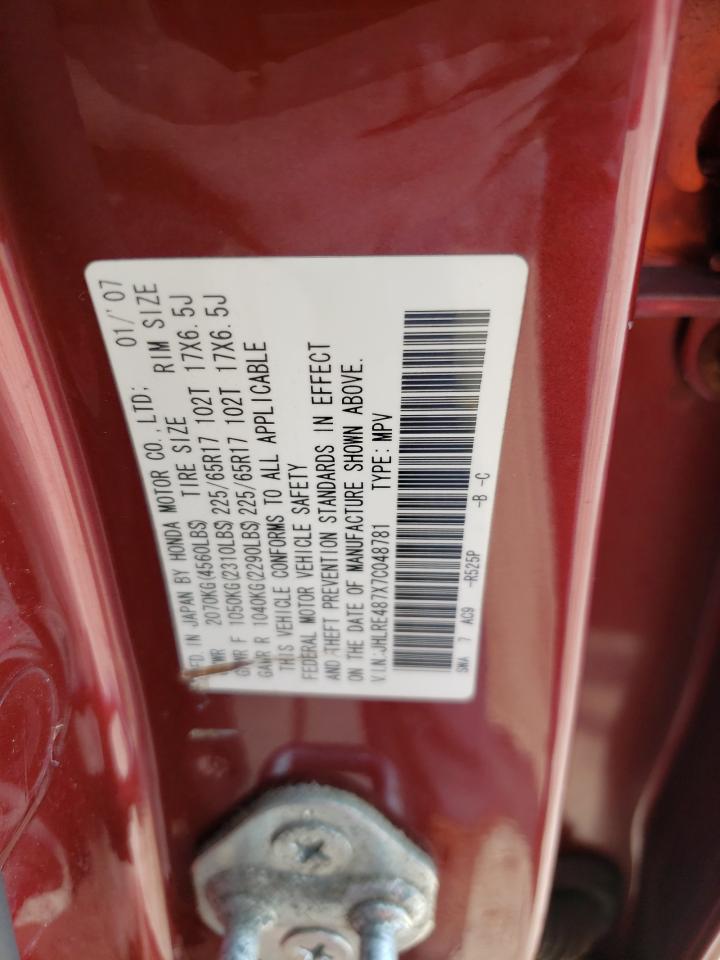 MFD. IN JAPAN BY HONDA MOTOR CO., LTD; 01/'07
GVWR 2070KG(4560LBS) TIRE SIZE RIM SIZE
GAWR F 1050KG(2310LBS) 225/65R17 102T 17X6.5J
GAWR R 1040KG(2290LBS) 225/65R17 102T 17X6.5J
THIS VEHICLE CONFORMS TO ALL APPLICABLE
FEDERAL MOTOR VEHICLE SAFETY
AND THEFT PREVENTION STANDARDS IN EFFECT
ON THE DATE OF MANUFACTURE SHOWN ABOVE.
V.I.N:JHLRE487X7C048781 TYPE: MPV
SWA 7 AC9 -R525P -B -C